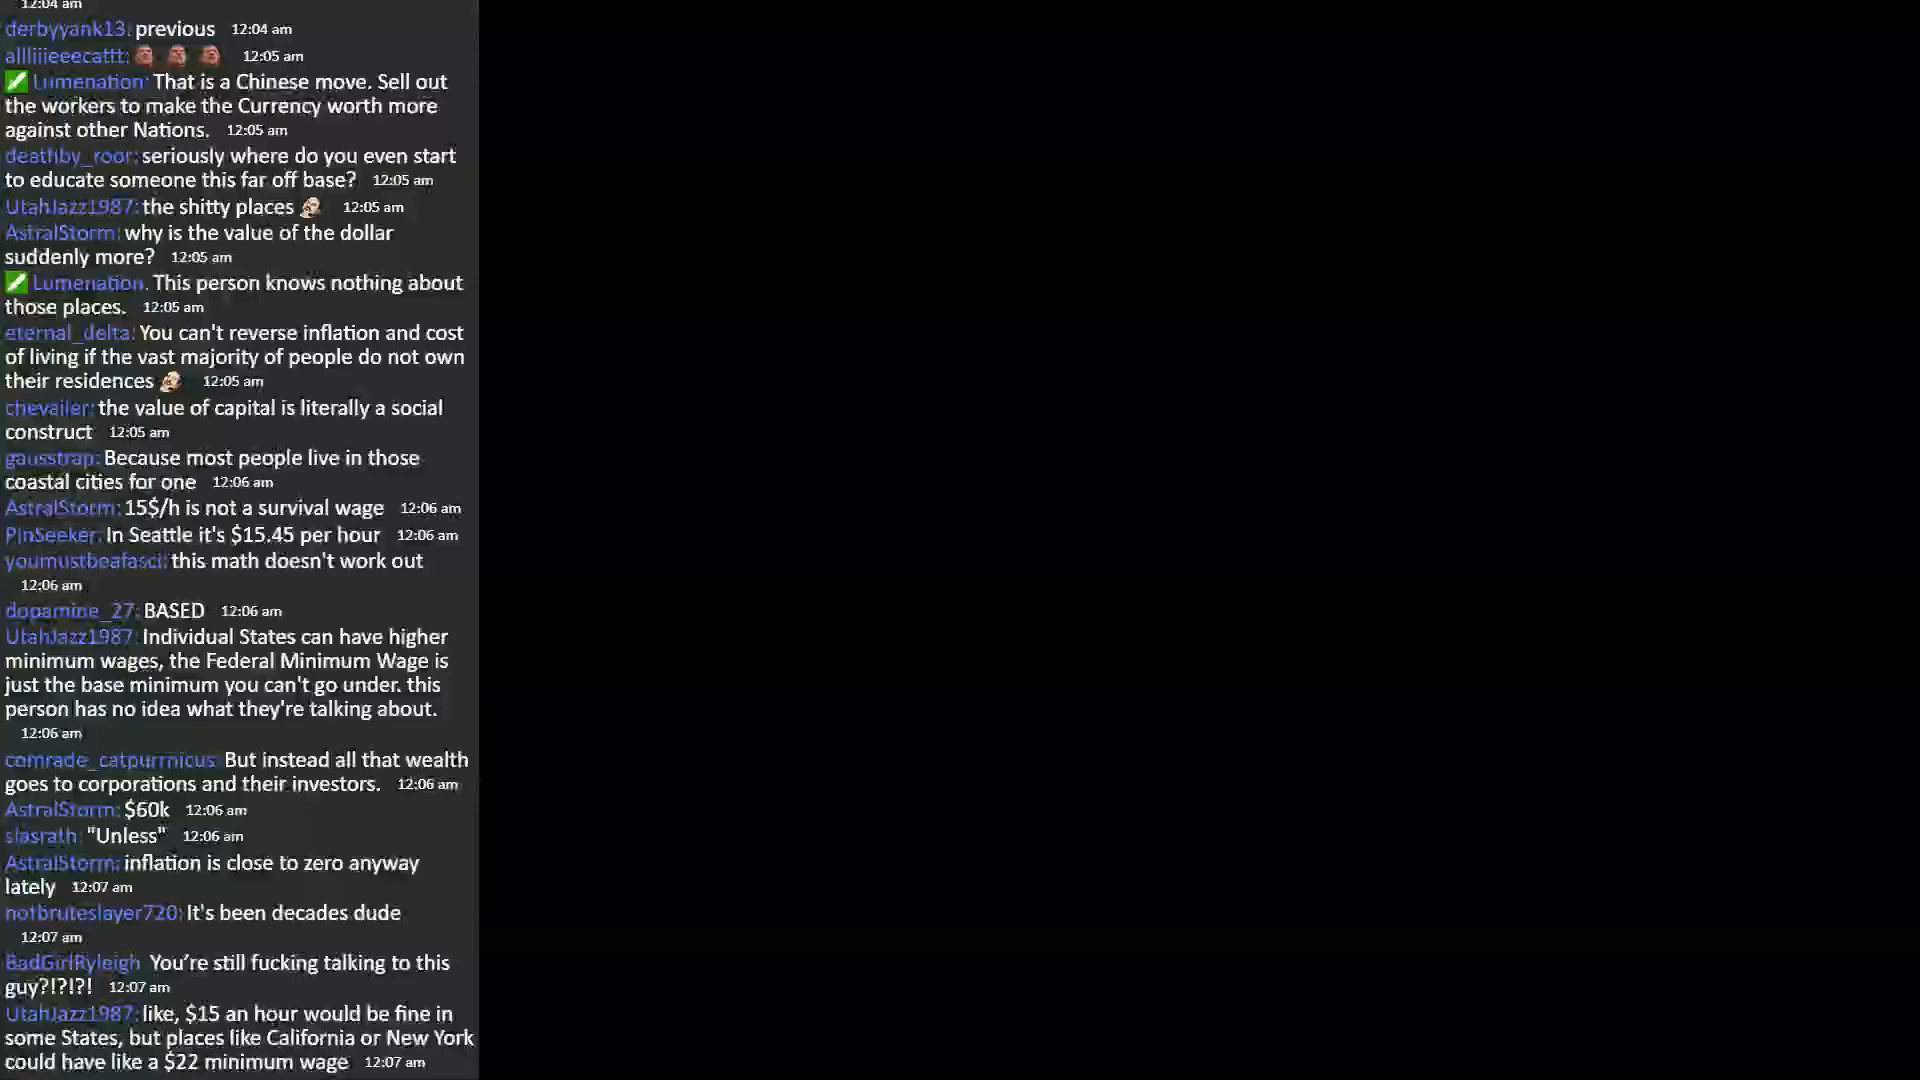 12:04 am
derbyyank13: previous 12:04 am
allliiieeecattt: 12:05 am
Lumenation: That is a Chinese move. Sell out
the workers to make the Currency worth more
against other Nations. 12:05 am
deathby_roor: seriously where do you even start
to educate someone this far off base? 12:05 am
UtahJazz1987: the shitty places 12:05 am
AstralStorm: why is the value of the dollar
suddenly more? 12:05 am
Lumenation: This person knows nothing about
those places. 12:05 am
eternal_delta: You can't reverse inflation and cost
of living if the vast majority of people do not own
their residences 12:05 am
chevailer: the value of capital is literally a social
construct 12:05 am
gausstrap: Because most people live in those
coastal cities for one 12:06 am
AstralStorm: 15$/h is not a survival wage 12:06 am
PinSeeker: In Seattle it's $15.45 per hour 12:06 am
youmustbeafasci: this math doesn't work out
12:06 am
dopamine_27: BASED 12:06 am
UtahJazz1987: Individual States can have higher
minimum wages, the Federal Minimum Wage is
just the base minimum you can't go under. this
person has no idea what they're talking about.
12:06 am
comrade_catpurrnicus: But instead all that wealth
goes to corporations and their investors. 12:06 am
AstralStorm: $60k 12:06 am
slasrath: "Unless" 12:06 am
AstralStorm: inflation is close to zero anyway
lately 12:07 am
notbruteslayer720: It's been decades dude
12:07 am
BadGirlRyleigh: You’re still fucking talking to this
guy?!?!?! 12:07 am
UtahJazz1987: like, $15 an hour would be fine in
some States, but places like California or New York
could have like a $22 minimum wage 12:07 am